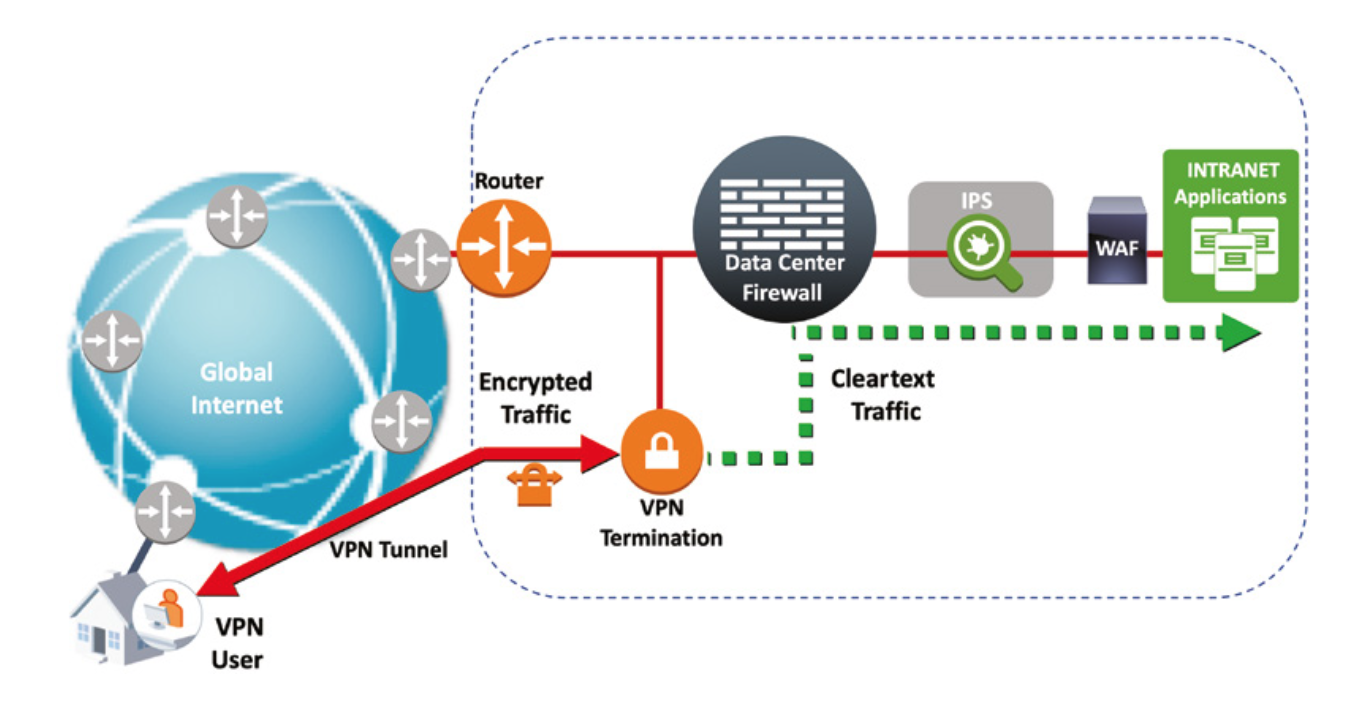 Router
Global
Internet
Data Center
Firewall
IPS
WAF
INTRANET
Applications
Encrypted
Traffic
Cleartext
Traffic
VPN
Termination
VPN Tunnel
VPN
User